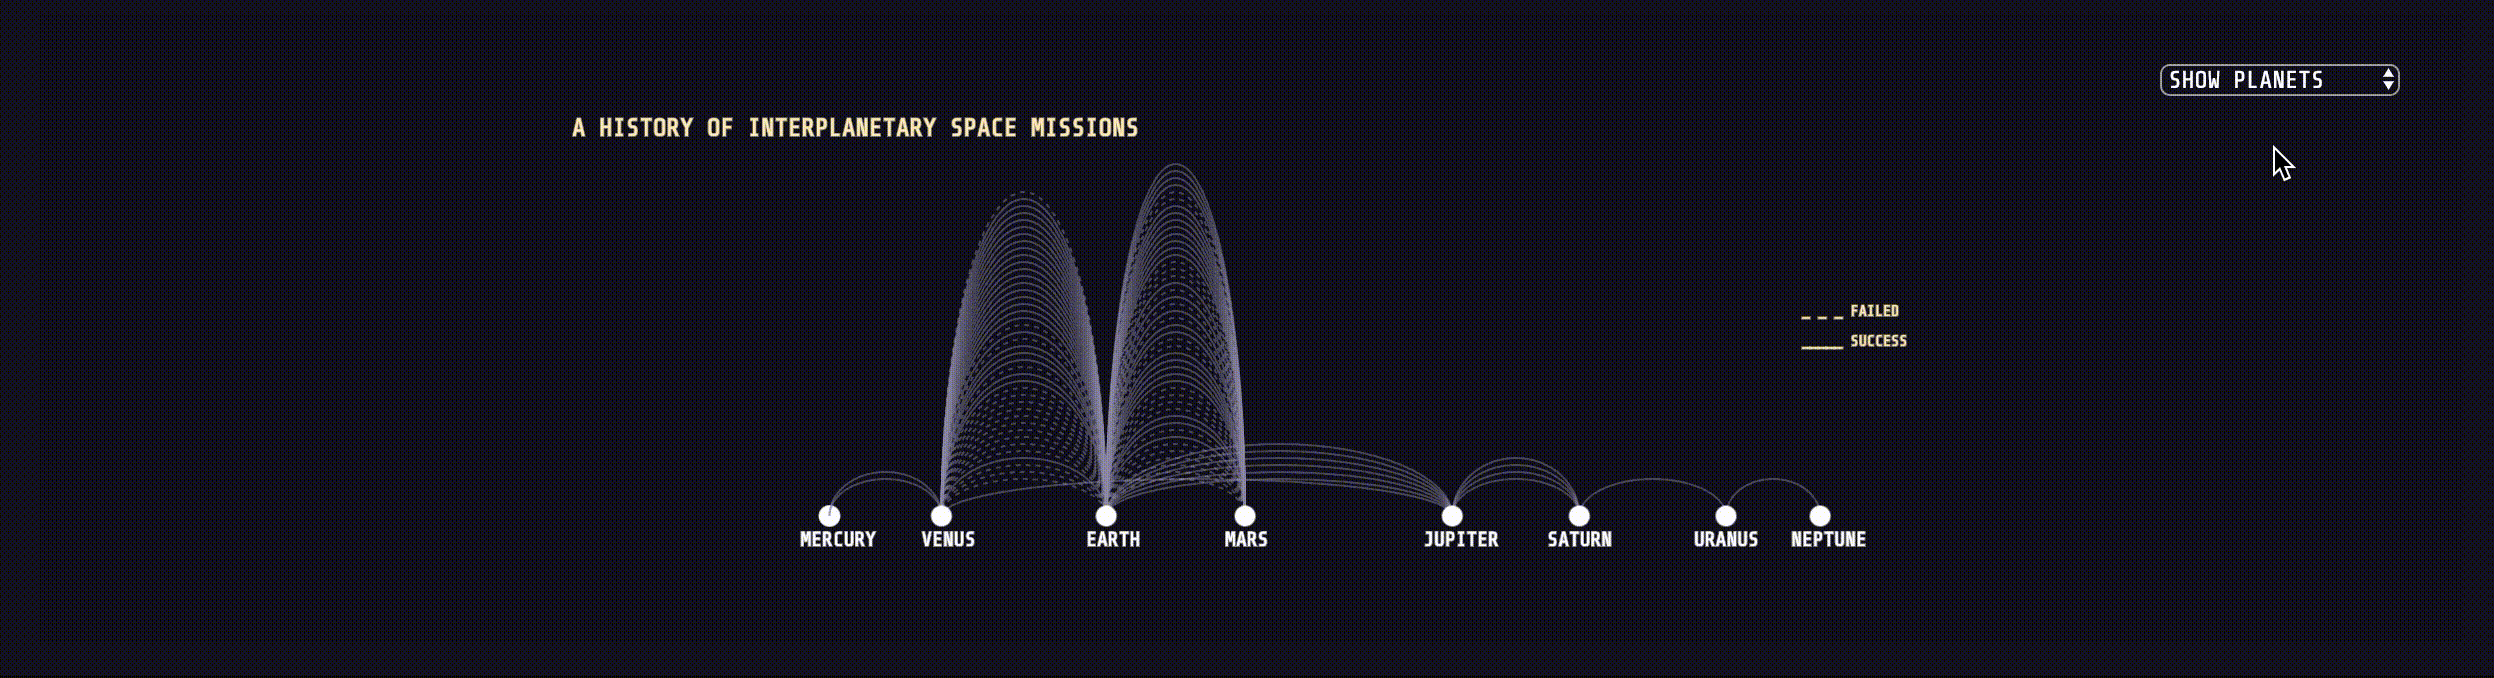 SHOW PLANETS
A HISTORY OF INTERPLANETARY SPACE MISSIONS
FAILED
SUCCESS
MERCURY VENUS EARTH MARS JUPITER SATURN URANUS NEPTUNE